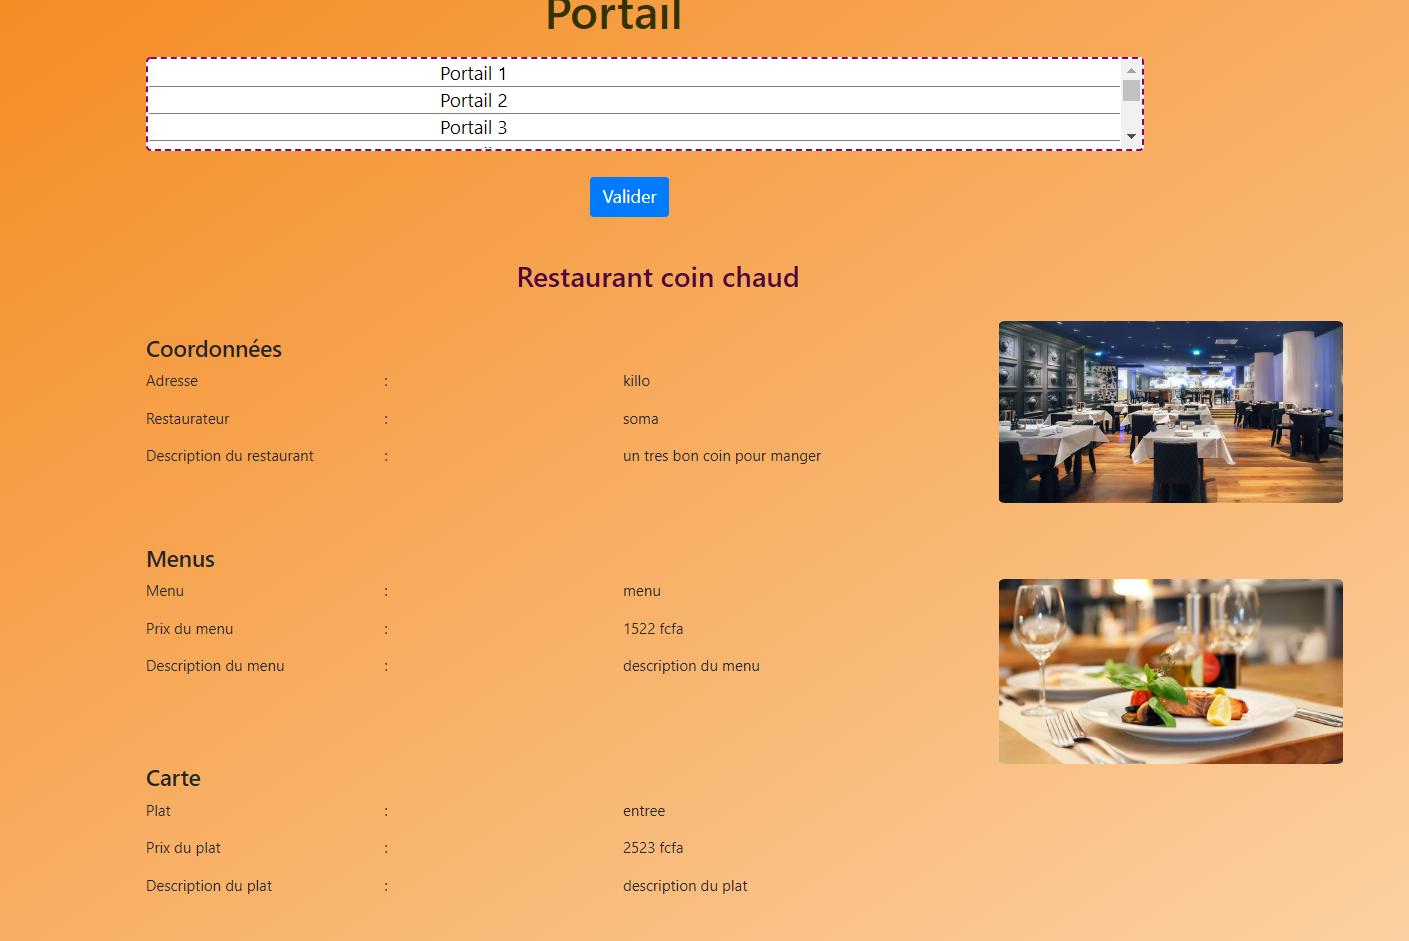 Portail
Portail 1
Portail 2
Portail 3
Valider
Restaurant coin chaud
Coordonnées
Adresse : killo
Restaurateur : soma
Description du restaurant : un tres bon coin pour manger
Menus
Menu : menu
Prix du menu : 1522 fcfa
Description du menu : description du menu
Carte
Plat : entree
Prix du plat : 2523 fcfa
Description du plat : description du plat